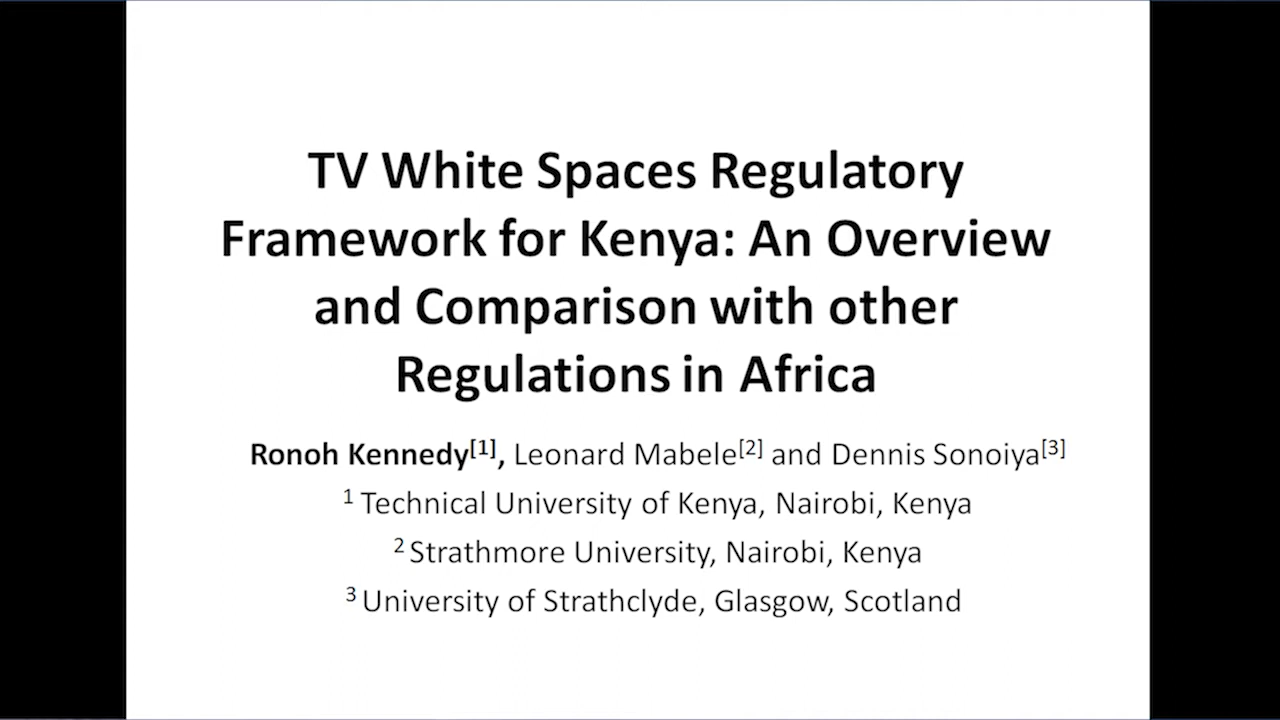 TV White Spaces Regulatory
Framework for Kenya: An Overview
and Comparison with other
Regulations in Africa
Ronoh Kennedy[1], Leonard Mabele[2] and Dennis Sonoiya[3]
1 Technical University of Kenya, Nairobi, Kenya
2 Strathmore University, Nairobi, Kenya
3 University of Strathclyde, Glasgow, Scotland